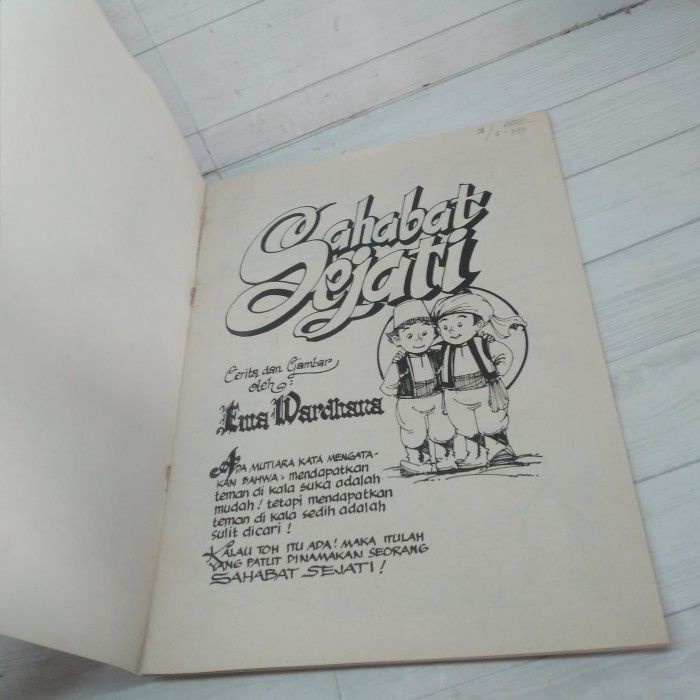 Sahabat
Sejati
Cerita dan Gambar
oleh :
Ema Wardhana
ADA MUTIARA KATA MENGATA-
KAN BAHWA : mendapatkan
teman di kala suka adalah
mudah ! tetapi mendapatkan
teman di kala sedih adalah
sulit dicari !
KALAU TOH ITU ADA ! MAKA ITULAH
YANG PATUT DINAMAKAN SEORANG
SAHABAT SEJATI !